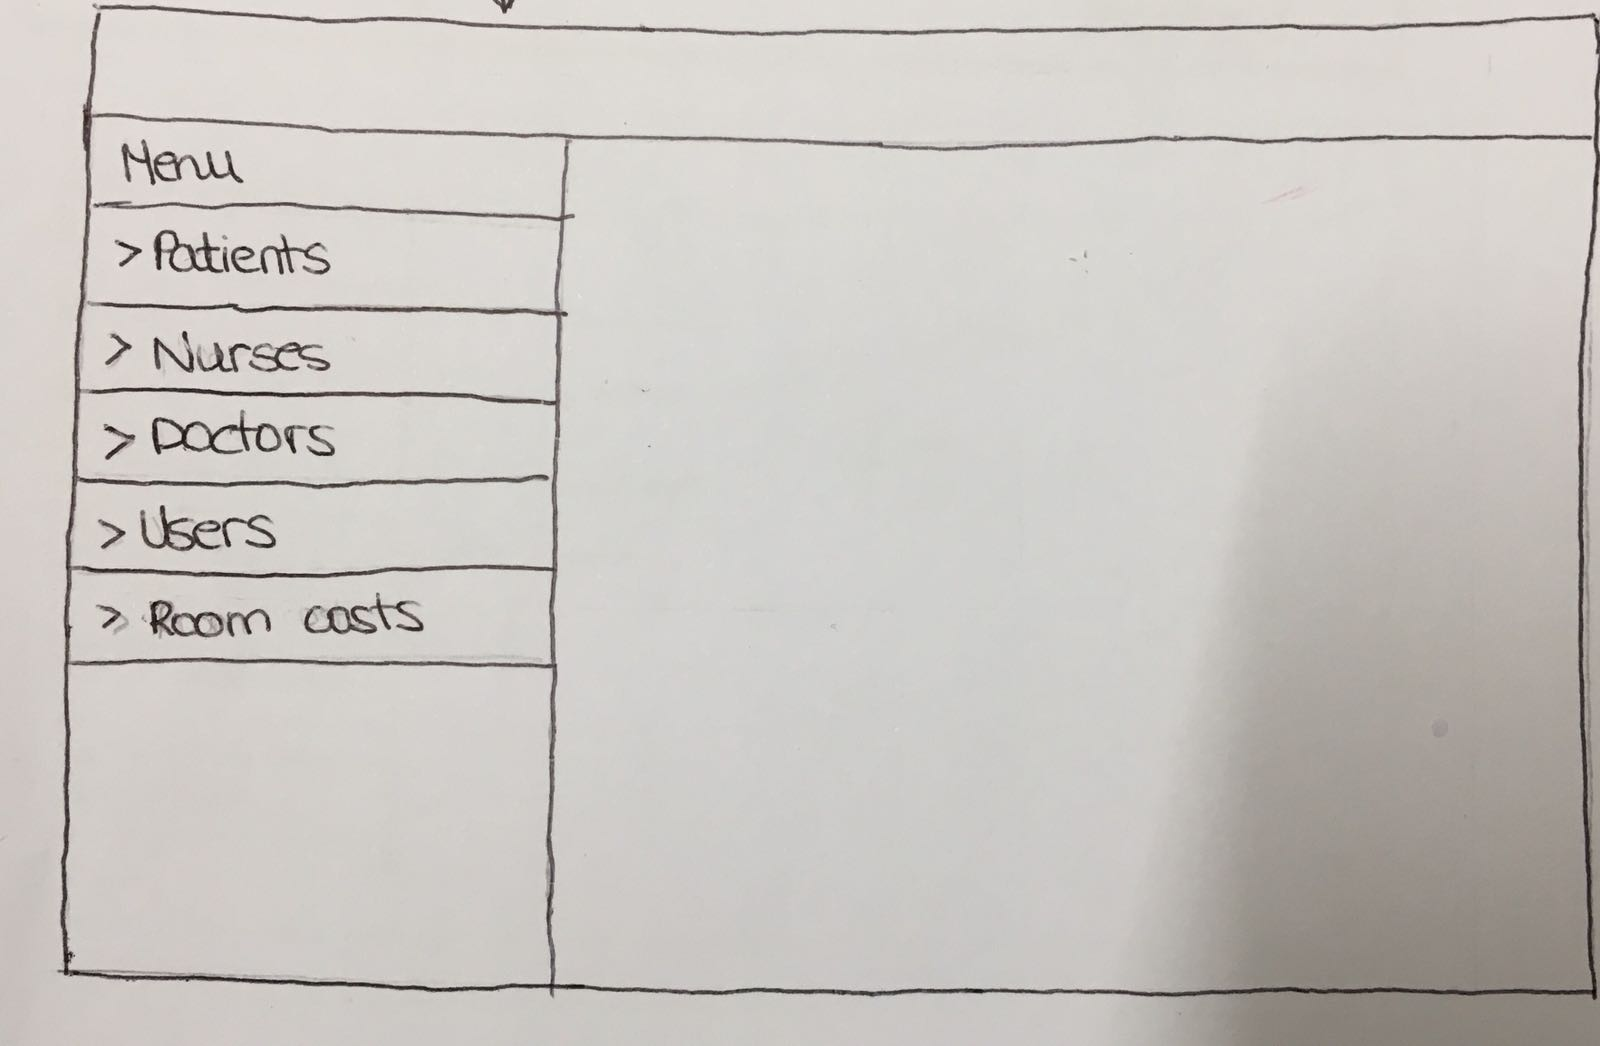 Menu
> Patients
> Nurses
> Doctors
> Users
> Room costs